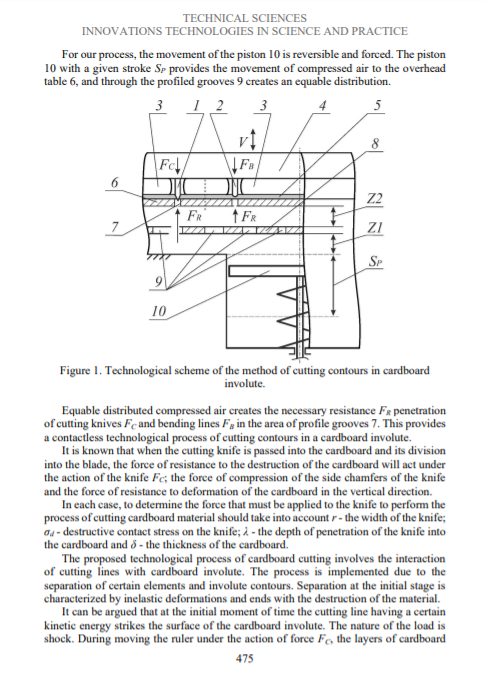 TECHNICAL SCIENCES
INNOVATIONS TECHNOLOGIES IN SCIENCE AND PRACTICE
For our process, the movement of the piston 10 is reversible and forced. The piston
10 with a given stroke SP provides the movement of compressed air to the overhead
table 6, and through the profiled grooves 9 creates an equable distribution.
3 1 2 3 4 5
V 8
FC FB
6
Z2
FR FR
7 Z1
SP
9
10
Figure 1. Technological scheme of the method of cutting contours in cardboard
involute.
Equable distributed compressed air creates the necessary resistance FR penetration
of cutting knives FC and bending lines FB in the area of profile grooves 7. This provides
a contactless technological process of cutting contours in a cardboard involute.
It is known that when the cutting knife is passed into the cardboard and its division
into the blade, the force of resistance to the destruction of the cardboard will act under
the action of the knife FC; the force of compression of the side chamfers of the knife
and the force of resistance to deformation of the cardboard in the vertical direction.
In each case, to determine the force that must be applied to the knife to perform the
process of cutting cardboard material should take into account r - the width of the knife;
σd - destructive contact stress on the knife; λ - the depth of penetration of the knife into
the cardboard and δ - the thickness of the cardboard.
The proposed technological process of cardboard cutting involves the interaction
of cutting lines with cardboard involute. The process is implemented due to the
separation of certain elements and involute contours. Separation at the initial stage is
characterized by inelastic deformations and ends with the destruction of the material.
It can be argued that at the initial moment of time the cutting line having a certain
kinetic energy strikes the surface of the cardboard involute. The nature of the load is
shock. During moving the ruler under the action of force FC, the layers of cardboard
475